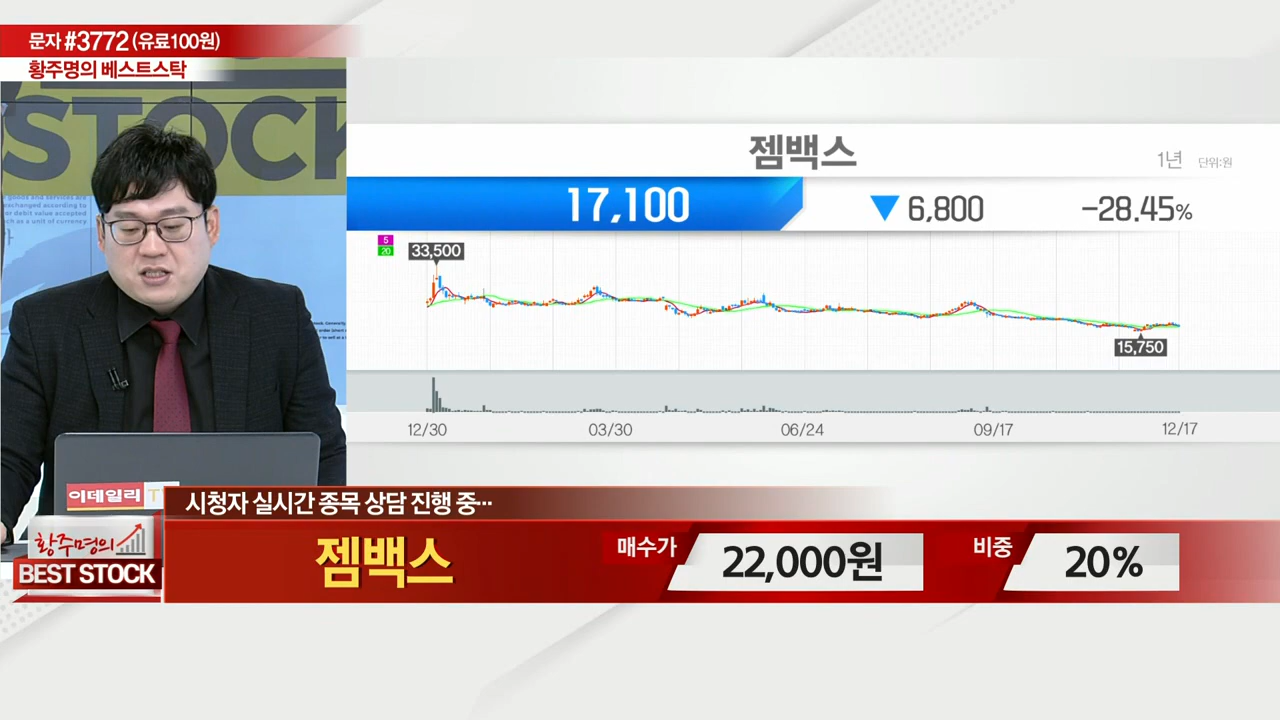 문자 #3772 (유료100원)
황주명의 베스트스탁
STOCK
젬백스
1년 단위:원
17,100
▼ 6,800
-28.45%
5
20
33,500
15,750
12/30 03/30 06/24 09/17 12/17
이데일리 T
시청자 실시간 종목 상담 진행 중...
황주명의
BEST STOCK
젬백스
매수가
22,000원
비중
20%